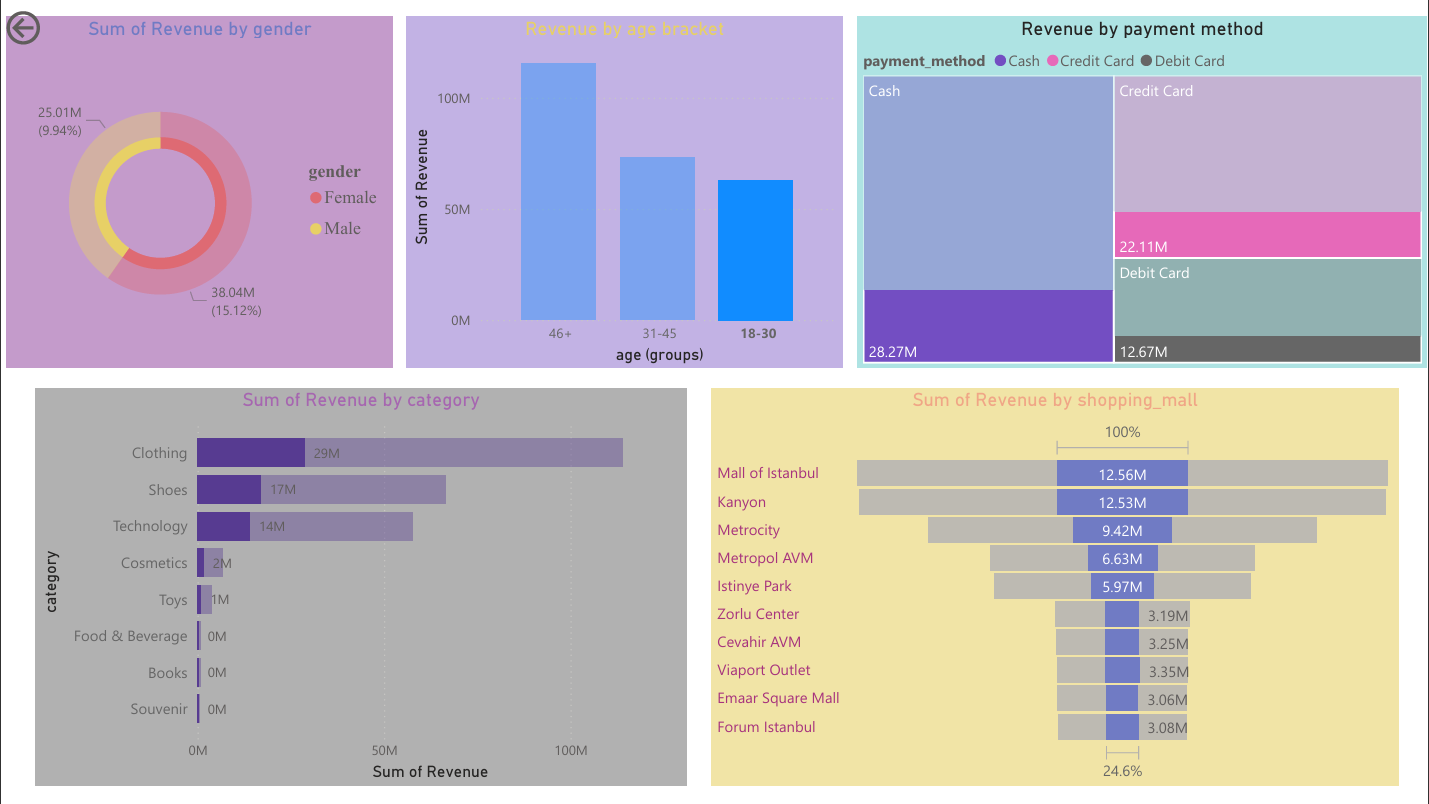 Sum of Revenue by gender
25.01M
(9.94%)
38.04M
(15.12%)
gender
Female
Male
Revenue by age bracket
Sum of Revenue
100M
50M
0M
46+ 31-45 18-30
age (groups)
Revenue by payment method
payment_method Cash Credit Card Debit Card
Cash
28.27M
Credit Card
22.11M
Debit Card
12.67M
Sum of Revenue by category
category
Clothing 29M
Shoes 17M
Technology 14M
Cosmetics 2M
Toys 1M
Food & Beverage 0M
Books 0M
Souvenir 0M
0M 50M 100M
Sum of Revenue
Sum of Revenue by shopping_mall
100%
Mall of Istanbul 12.56M
Kanyon 12.53M
Metrocity 9.42M
Metropol AVM 6.63M
Istinye Park 5.97M
Zorlu Center 3.19M
Cevahir AVM 3.25M
Viaport Outlet 3.35M
Emaar Square Mall 3.06M
Forum Istanbul 3.08M
24.6%